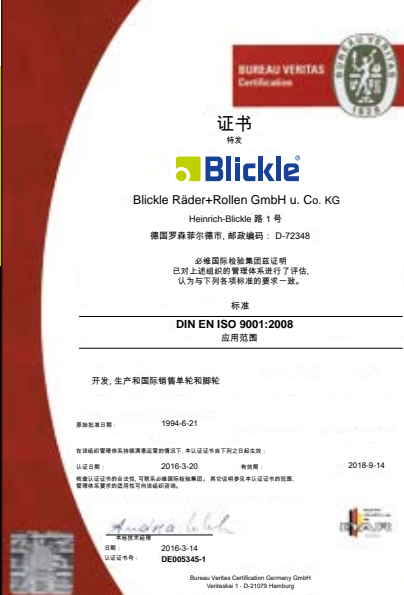 BUREAU VERITAS
Certification
BUREAU VERITAS
1828
证书
特发
Blickle®
Blickle Räder+Rollen GmbH u. Co. KG
Heinrich-Blickle 路 1 号
德国罗森菲尔德市, 邮政编码： D-72348
必维国际检验集团兹证明
已对上述组织的管理体系进行了评估,
认为与下列各项标准的要求一致。
标准
DIN EN ISO 9001:2008
应用范围
开发, 生产和国际销售单轮和脚轮
原始批准日期： 1994-6-21
在该组织管理体系持续满意运营的情况下, 本认证证书由下列之日起生效：
认证日期： 2016-3-20 有效期： 2018-9-14
核查认证证书的合法性, 可联系必维国际检验集团。 其它说明参见本认证证书的范围,
管理体系要求的适用性可向该组织咨询。
本地技术经理
日期： 2016-3-14
认证证书号： DE005345-1
Bureau Veritas Certification Germany GmbH
Veritaskai 1 - D-21079 Hamburg